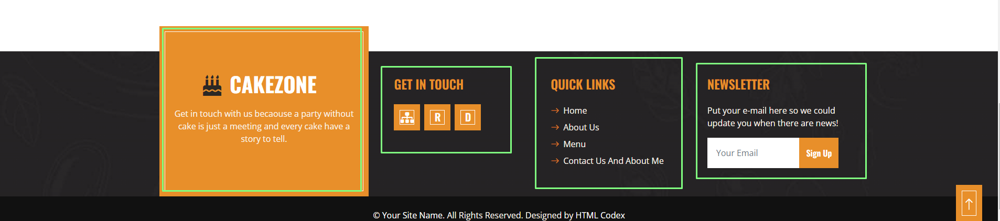 CAKEZONE
Get in touch with us becaouse a party without
cake is just a meeting and every cake have a
story to tell.
GET IN TOUCH
R D
QUICK LINKS
Home
About Us
Menu
Contact Us And About Me
NEWSLETTER
Put your e-mail here so we could
update you when there are news!
Your Email Sign Up
© Your Site Name. All Rights Reserved. Designed by HTML Codex